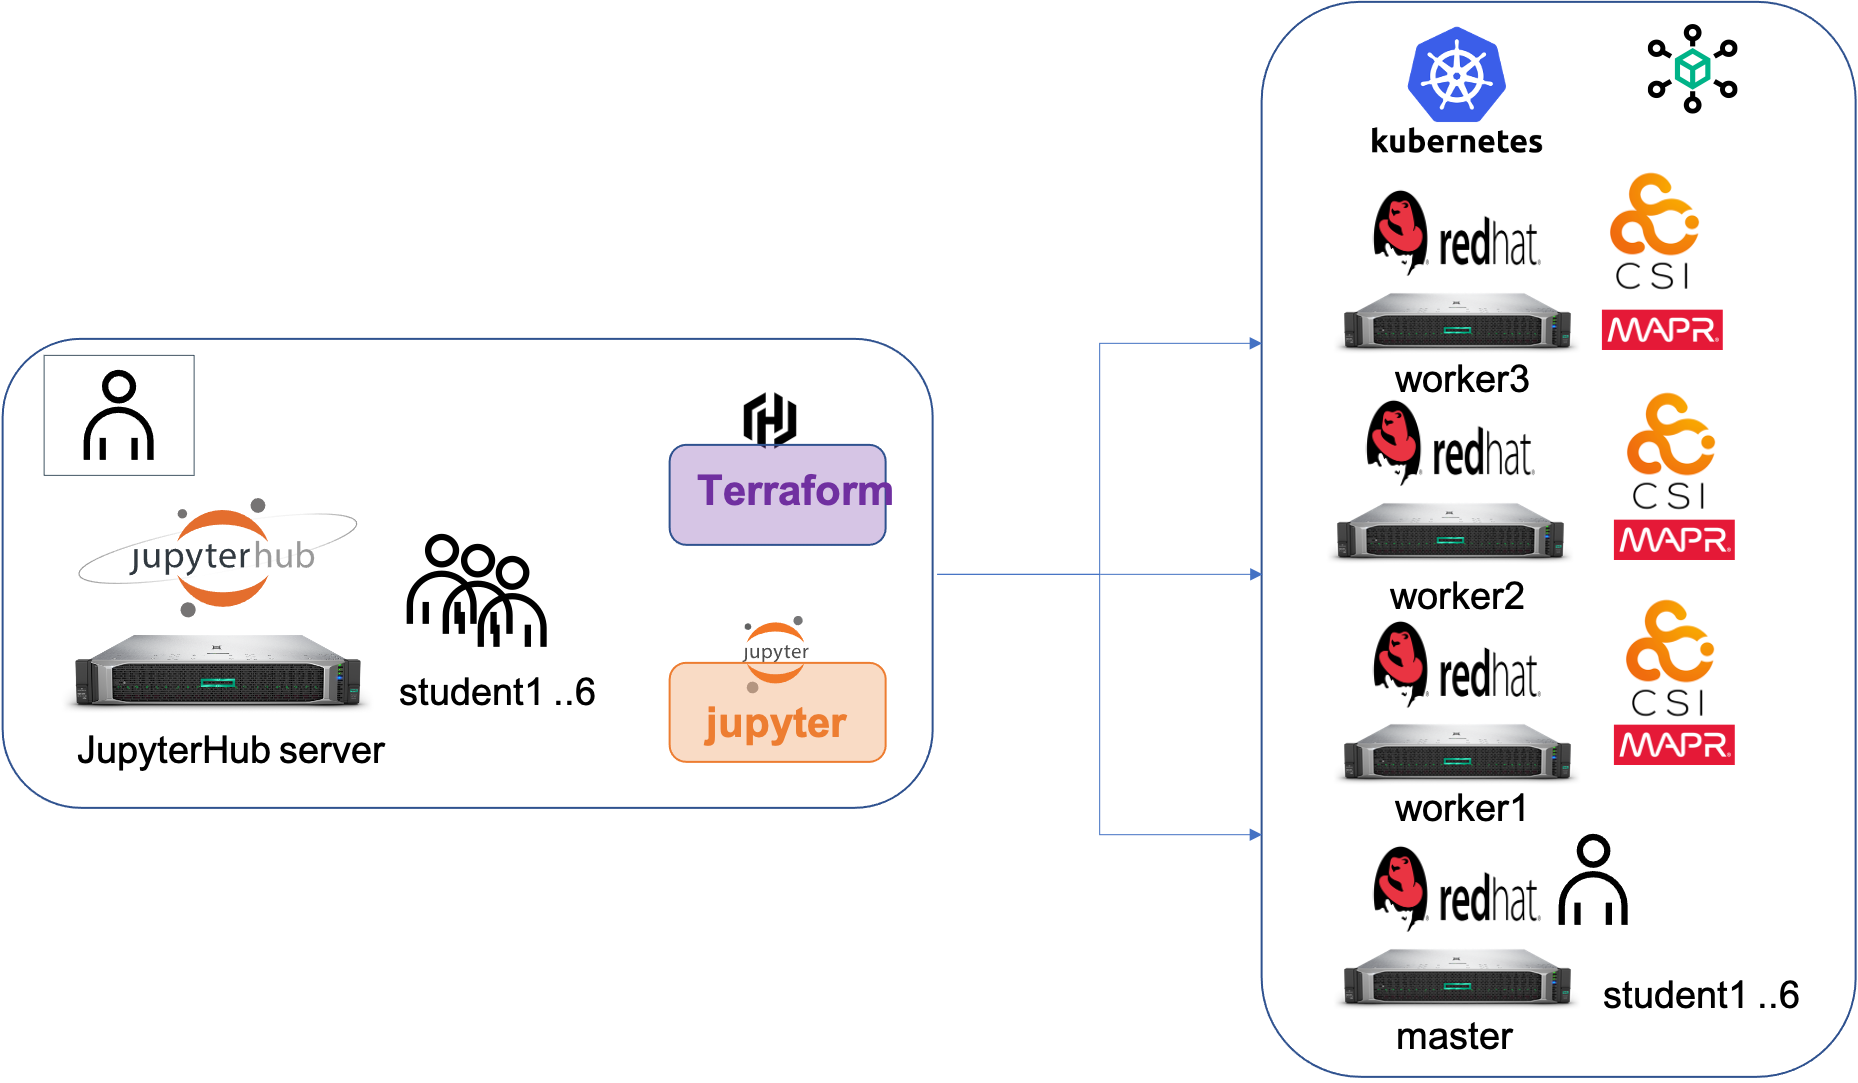 jupyterhub
JupyterHub server
student1 ..6
Terraform
jupyter
jupyter
kubernetes
redhat.
CSI
MAPR.
worker3
redhat.
CSI
MAPR.
worker2
redhat.
CSI
MAPR.
worker1
redhat.
student1 ..6
master